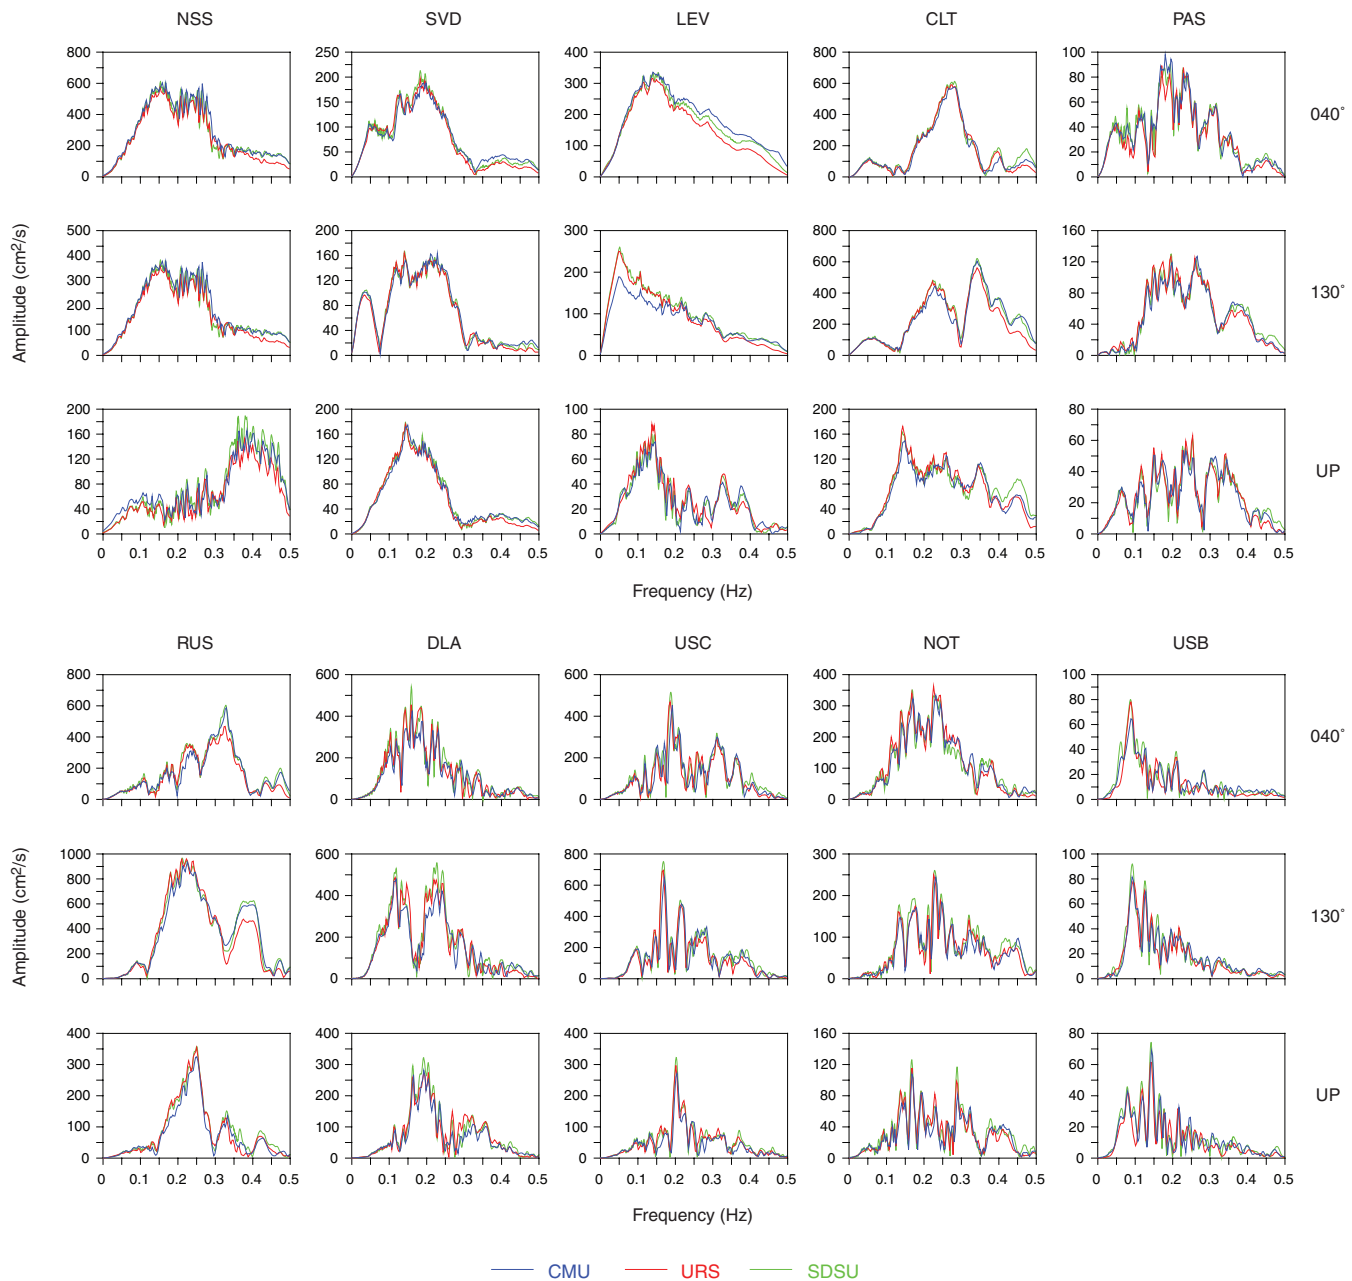 NSS SVD LEV CLT PAS
800 250 400 800 100
600 200 300 600 80
400 150 200 400 60
200 100 100 200 40
0 50 0 0 20
0 0
040°
500 200 300 800 160
400 160 200 600 120
300 120 100 400 80
200 80 0 200 40
100 40 0 0
0 0
130°
Amplitude (cm²/s)
200 200 100 200 80
160 160 80 160 60
120 120 60 120 40
80 80 40 80 20
40 40 20 40 0
0 0 0 0
UP
0 0.1 0.2 0.3 0.4 0.5 0 0.1 0.2 0.3 0.4 0.5 0 0.1 0.2 0.3 0.4 0.5 0 0.1 0.2 0.3 0.4 0.5 0 0.1 0.2 0.3 0.4 0.5
Frequency (Hz)
RUS DLA USC NOT USB
800 600 600 400 100
600 400 400 300 80
400 200 200 200 60
200 0 0 100 40
0 0 20
0
040°
1000 600 800 300 100
800 400 600 200 80
600 200 400 100 60
400 0 200 0 40
200 0 20
0 0
130°
Amplitude (cm²/s)
400 400 400 160 80
300 300 300 120 60
200 200 200 80 40
100 100 100 40 20
0 0 0 0 0
UP
0 0.1 0.2 0.3 0.4 0.5 0 0.1 0.2 0.3 0.4 0.5 0 0.1 0.2 0.3 0.4 0.5 0 0.1 0.2 0.3 0.4 0.5 0 0.1 0.2 0.3 0.4 0.5
Frequency (Hz)
CMU URS SDSU